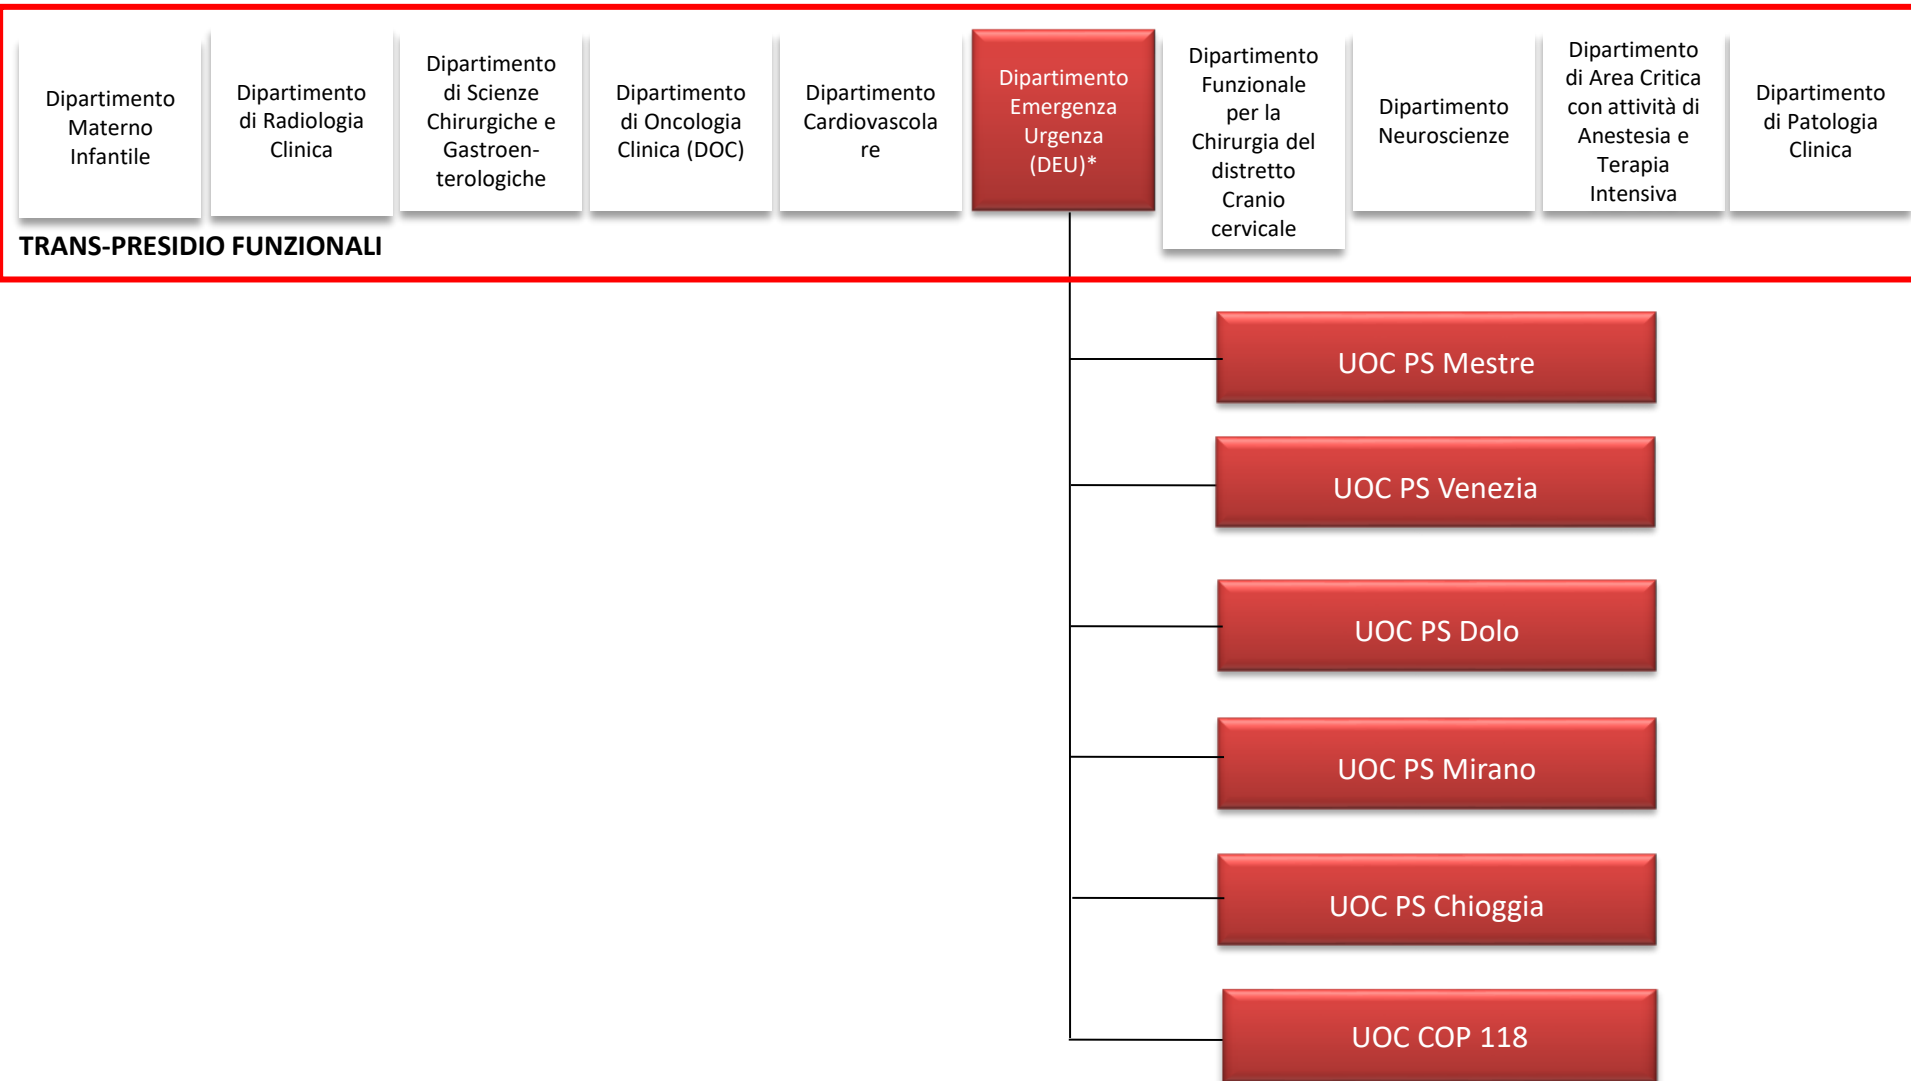 Dipartimento
Materno
Infantile
Dipartimento
di Radiologia
Clinica
Dipartimento
di Scienze
Chirurgiche e
Gastroen-
terologiche
Dipartimento
di Oncologia
Clinica (DOC)
Dipartimento
Cardiovascola
re
Dipartimento
Emergenza
Urgenza
(DEU)*
Dipartimento
Funzionale
per la
Chirurgia del
distretto
Cranio
cervicale
Dipartimento
Neuroscienze
Dipartimento
di Area Critica
con attività di
Anestesia e
Terapia
Intensiva
Dipartimento
di Patologia
Clinica
TRANS-PRESIDIO FUNZIONALI
UOC PS Mestre
UOC PS Venezia
UOC PS Dolo
UOC PS Mirano
UOC PS Chioggia
UOC COP 118